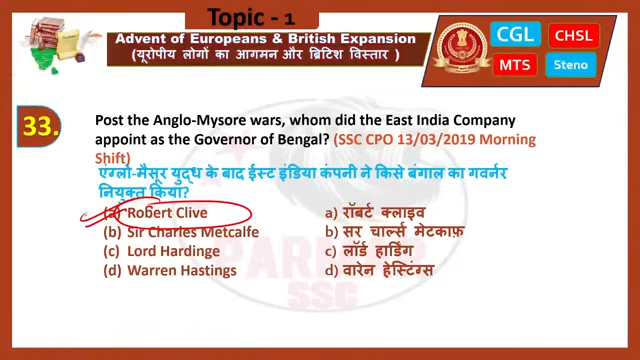 Topic - 1
Advent of Europeans & British Expansion
(यूरोपीय लोगों का आगमन और ब्रिटिश विस्तार )
CGL
CHSL
MTS
Steno
33.
Post the Anglo-Mysore wars, whom did the East India Company
appoint as the Governor of Bengal? (SSC CPO 13/03/2019 Morning
Shift)
एंग्लो-मैसूर युद्ध के बाद ईस्ट इंडिया कंपनी ने किसे बंगाल का गवर्नर
नियुक्त किया?
(a) Robert Clive
(b) Sir Charles Metcalfe
(c) Lord Hardinge
(d) Warren Hastings
a) रॉबर्ट क्लाइव
b) सर चार्ल्स मेटकाफ़
c) लॉर्ड हार्डिंग
d) वारेन हेस्टिंग्स
PARMAR
SSC